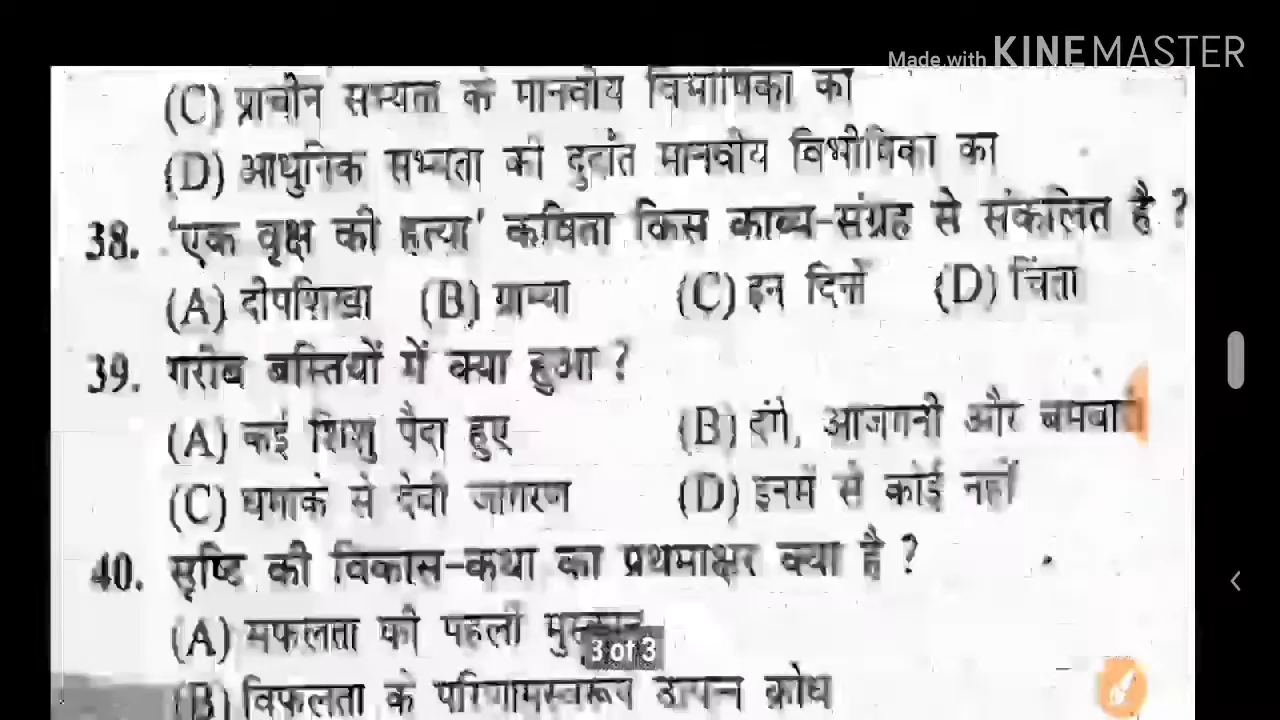 Made with KINEMASTER
(C) प्राचीन सभ्यता के मानवीय विभीषिका का
(D) आधुनिक सभ्यता की दुर्दांत मानवीय विभीषिका का
38. 'एक वृक्ष की हत्या' कविता किस काव्य-संग्रह से संकलित है ?
(A) दीपशिखा (B) ग्राम्या (C) इन दिनों (D) चिंता
39. गरीब बस्तियों में क्या हुआ ?
(A) कई शिशु पैदा हुए (B) दंगे, आगजनी और बमबारी
(C) धमाके से देवी जागरण (D) इनमें से कोई नहीं
40. सृष्टि की विकास-कथा का प्रथमाक्षर क्या है ?
(A) सफलता की पहली
3 of 3
(B) विफलता के परिणामस्वरूप उत्पन्न क्रोध